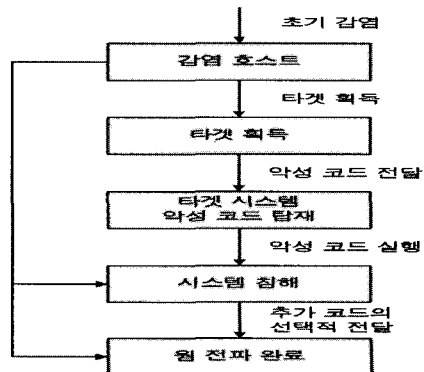 초기 감염
감염 호스트
타겟 획득
타겟 획득
악성 코드 전달
타겟 시스템
악성 코드 탑재
악성 코드 실행
시스템 침해
추가 코드의
선택적 전달
웜 전파 완료